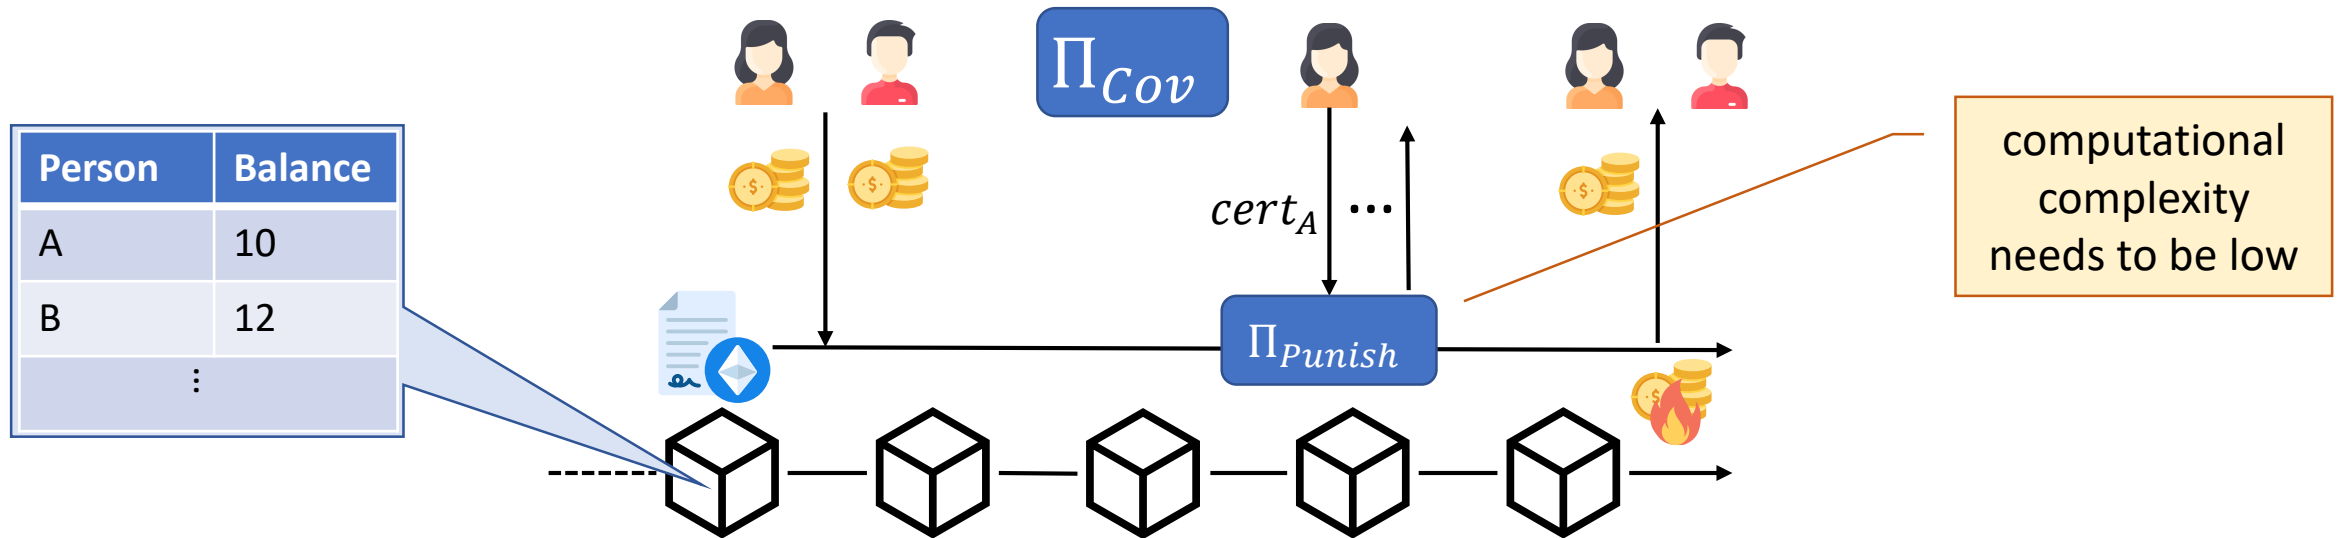 Π_Cov
Person Balance
A 10
B 12
⋮
cert_A ...
Π_Punish
computational
complexity
needs to be low